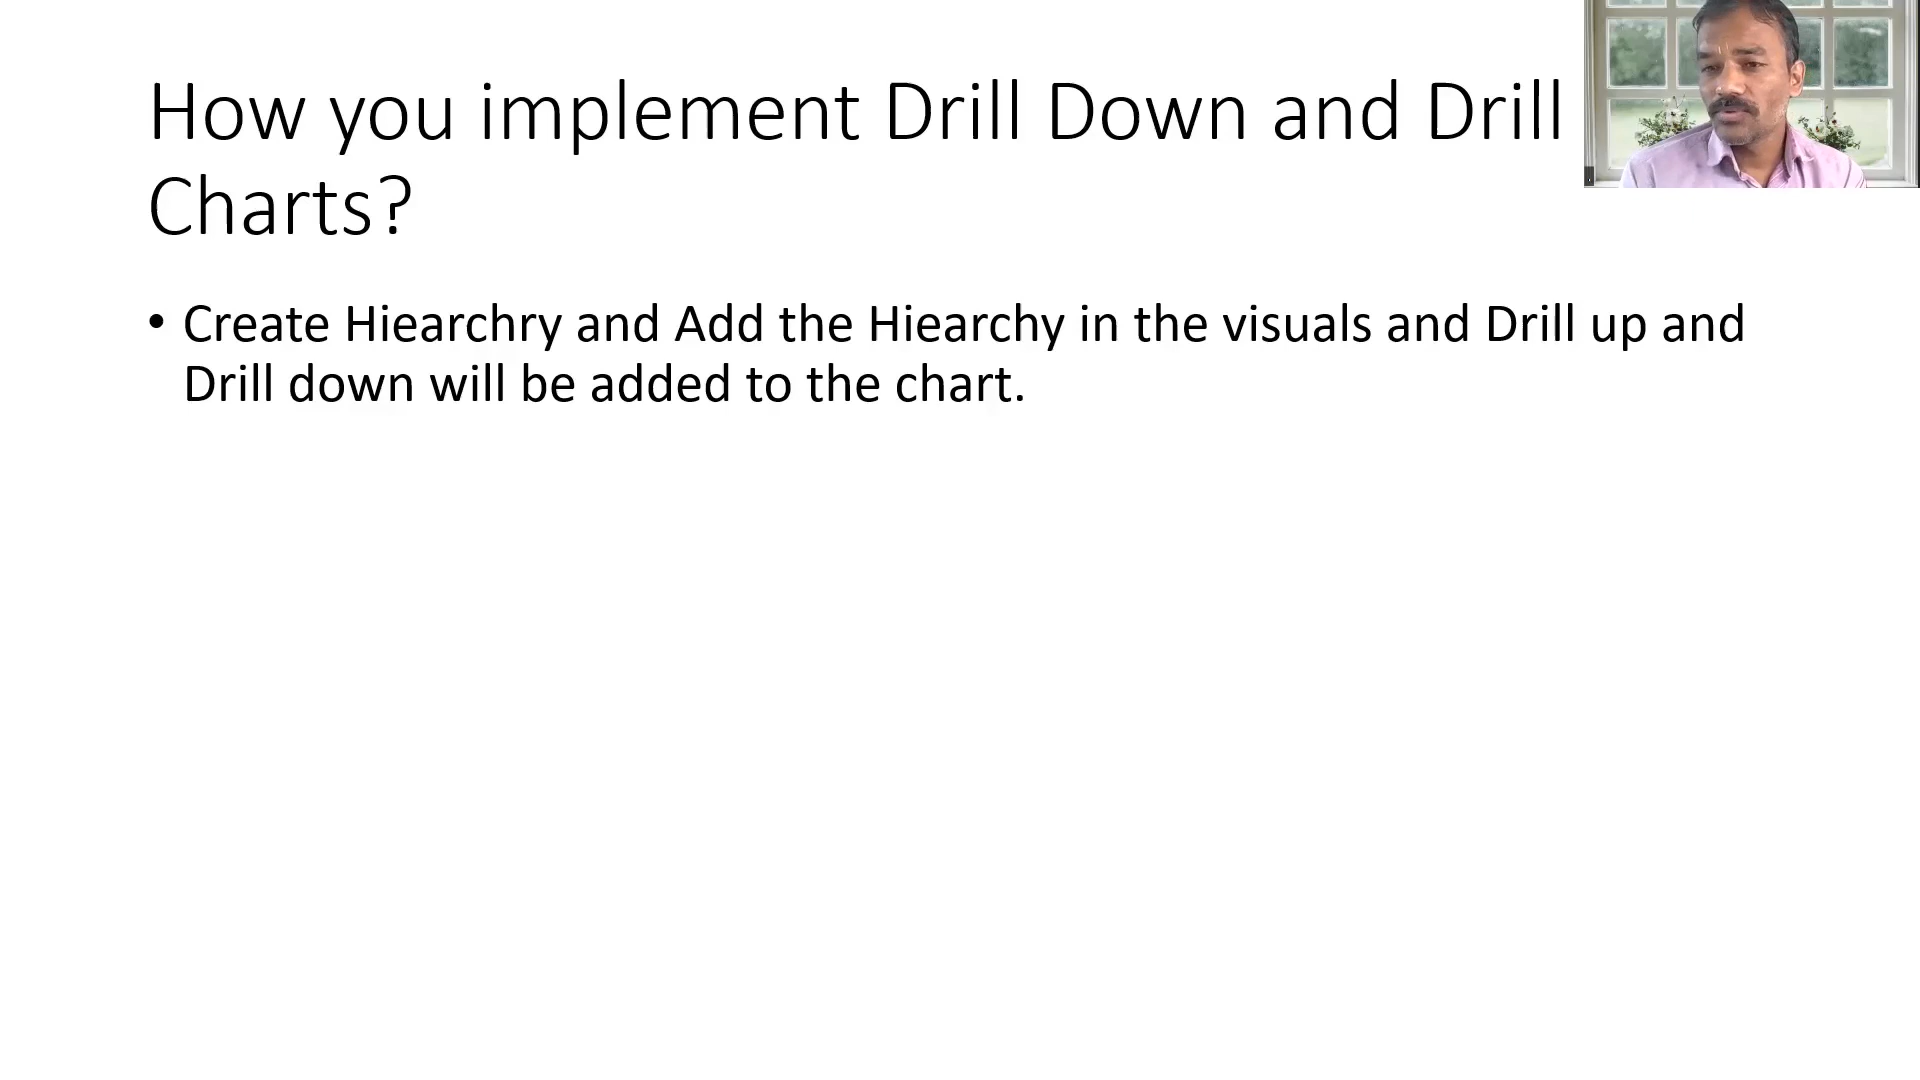 How you implement Drill Down and Drill
Charts?
• Create Hiearchry and Add the Hiearchy in the visuals and Drill up and
Drill down will be added to the chart.